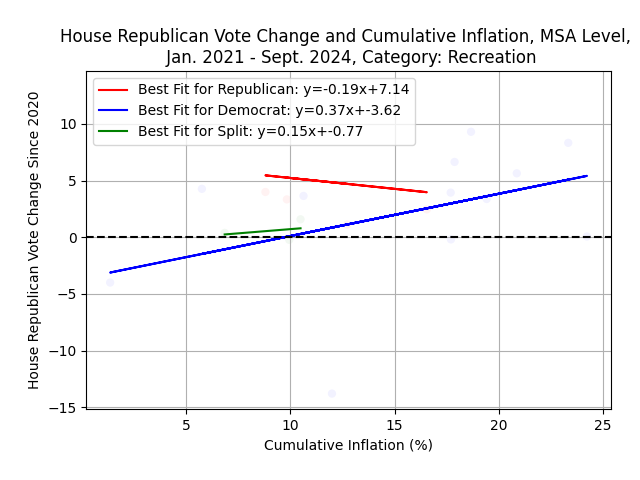 House Republican Vote Change and Cumulative Inflation, MSA Level,
Jan. 2021 - Sept. 2024, Category: Recreation
Best Fit for Republican: y=-0.19x+7.14
Best Fit for Democrat: y=0.37x+-3.62
Best Fit for Split: y=0.15x+-0.77
House Republican Vote Change Since 2020
10
5
0
−5
−10
−15
5 10 15 20 25
Cumulative Inflation (%)